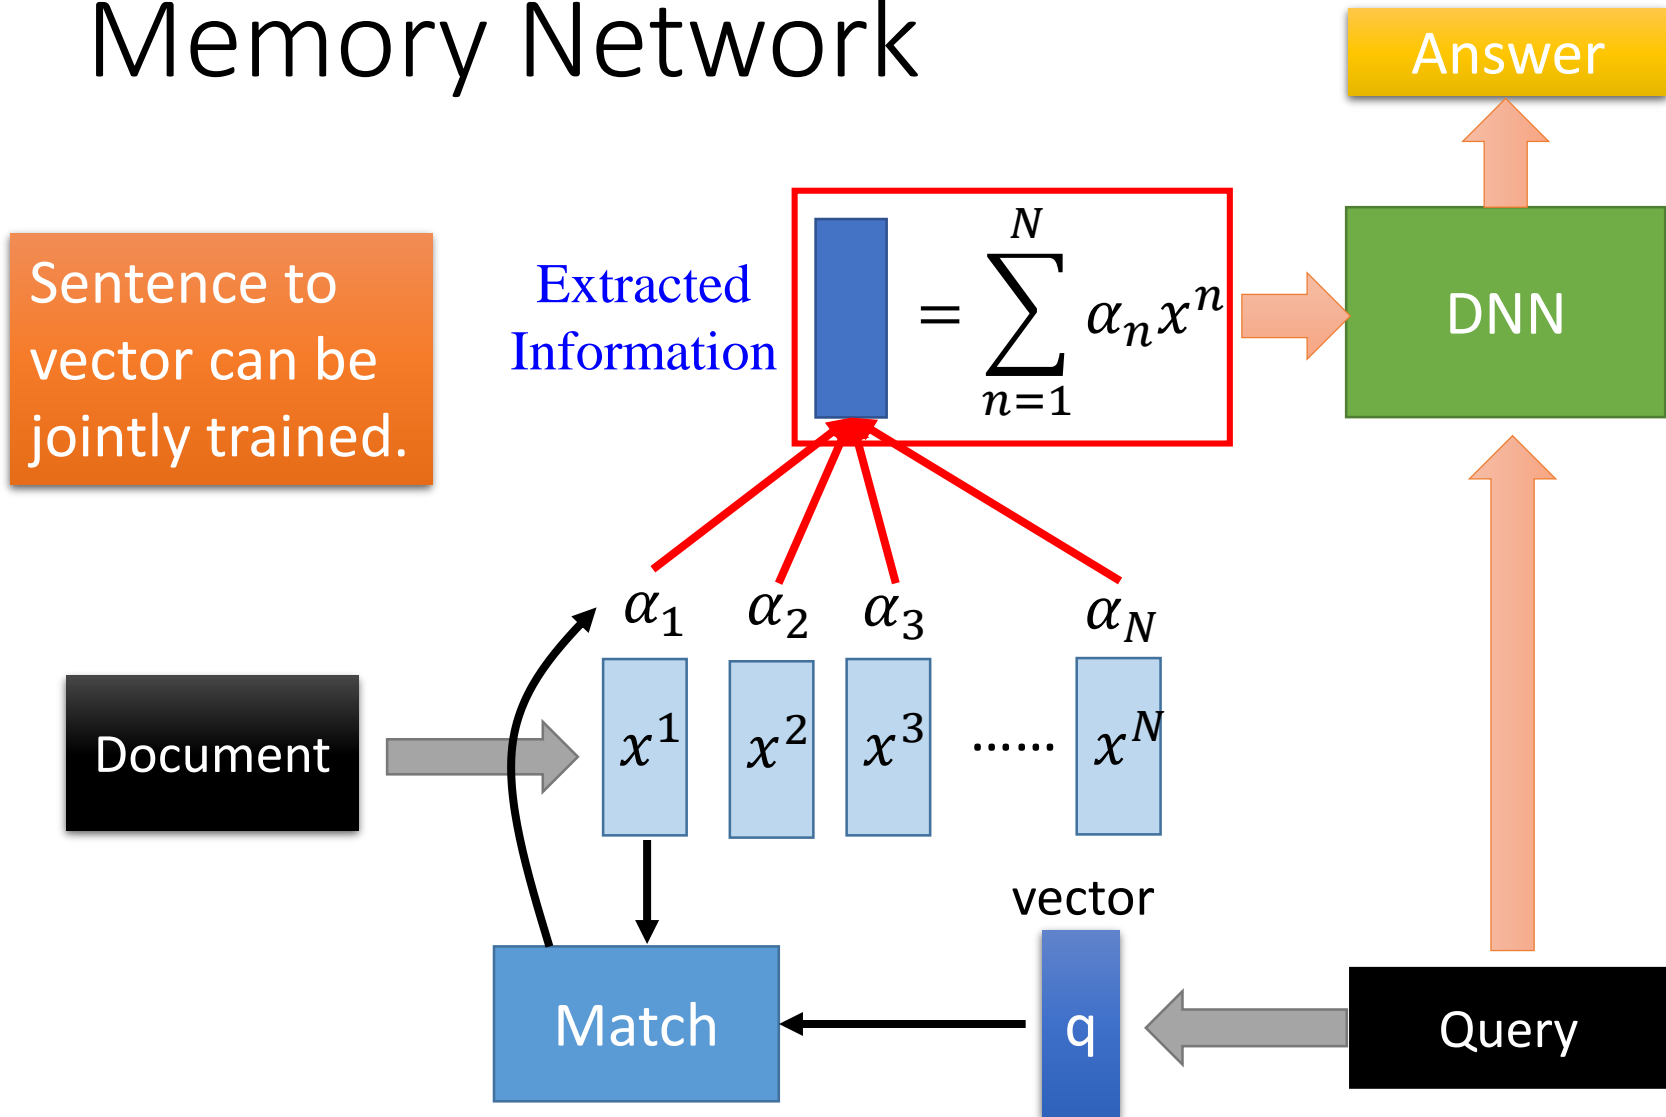 Memory Network
Answer
Sentence to
vector can be
jointly trained.
Extracted
Information
= \sum_{n=1}^{N} α_n x^n
DNN
α_1 α_2 α_3 α_N
Document
x^1 x^2 x^3 ...... x^N
vector
Match
q
Query